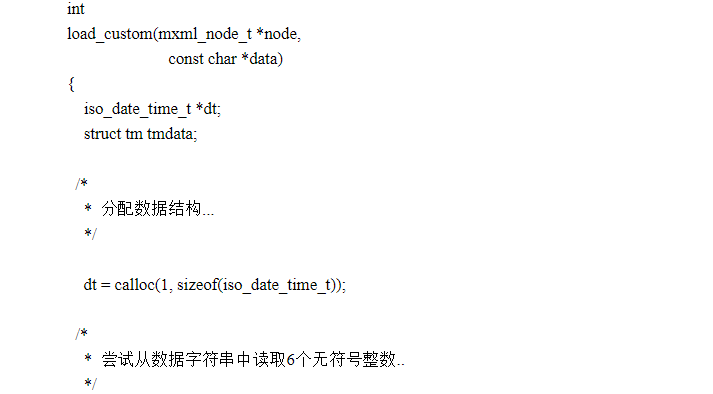 int
load_custom(mxml_node_t *node,
const char *data)
{
iso_date_time_t *dt;
struct tm tmdata;
/*
* 分配数据结构...
*/
dt = calloc(1, sizeof(iso_date_time_t));
/*
* 尝试从数据字符串中读取6个无符号整数..
*/